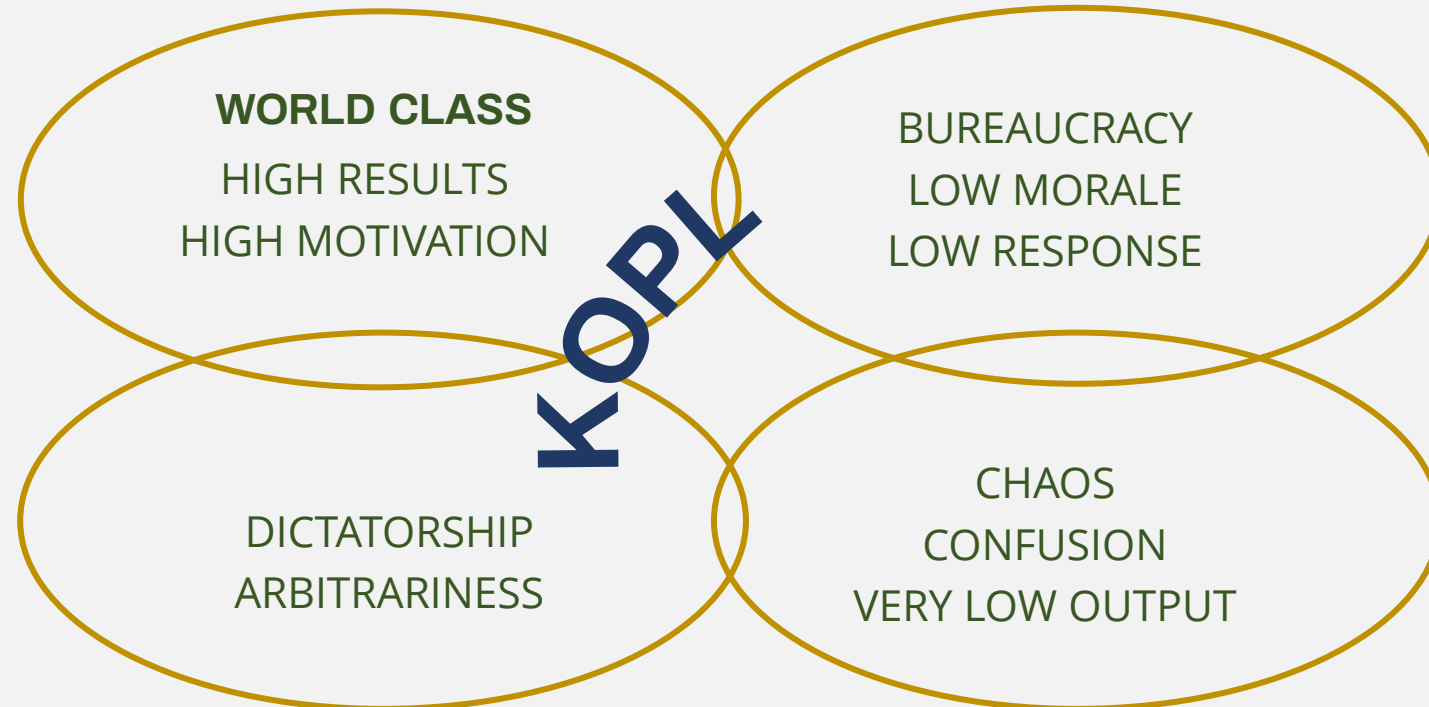 WORLD CLASS
HIGH RESULTS
HIGH MOTIVATION
BUREAUCRACY
LOW MORALE
LOW RESPONSE
KOPL
DICTATORSHIP
ARBITRARINESS
CHAOS
CONFUSION
VERY LOW OUTPUT